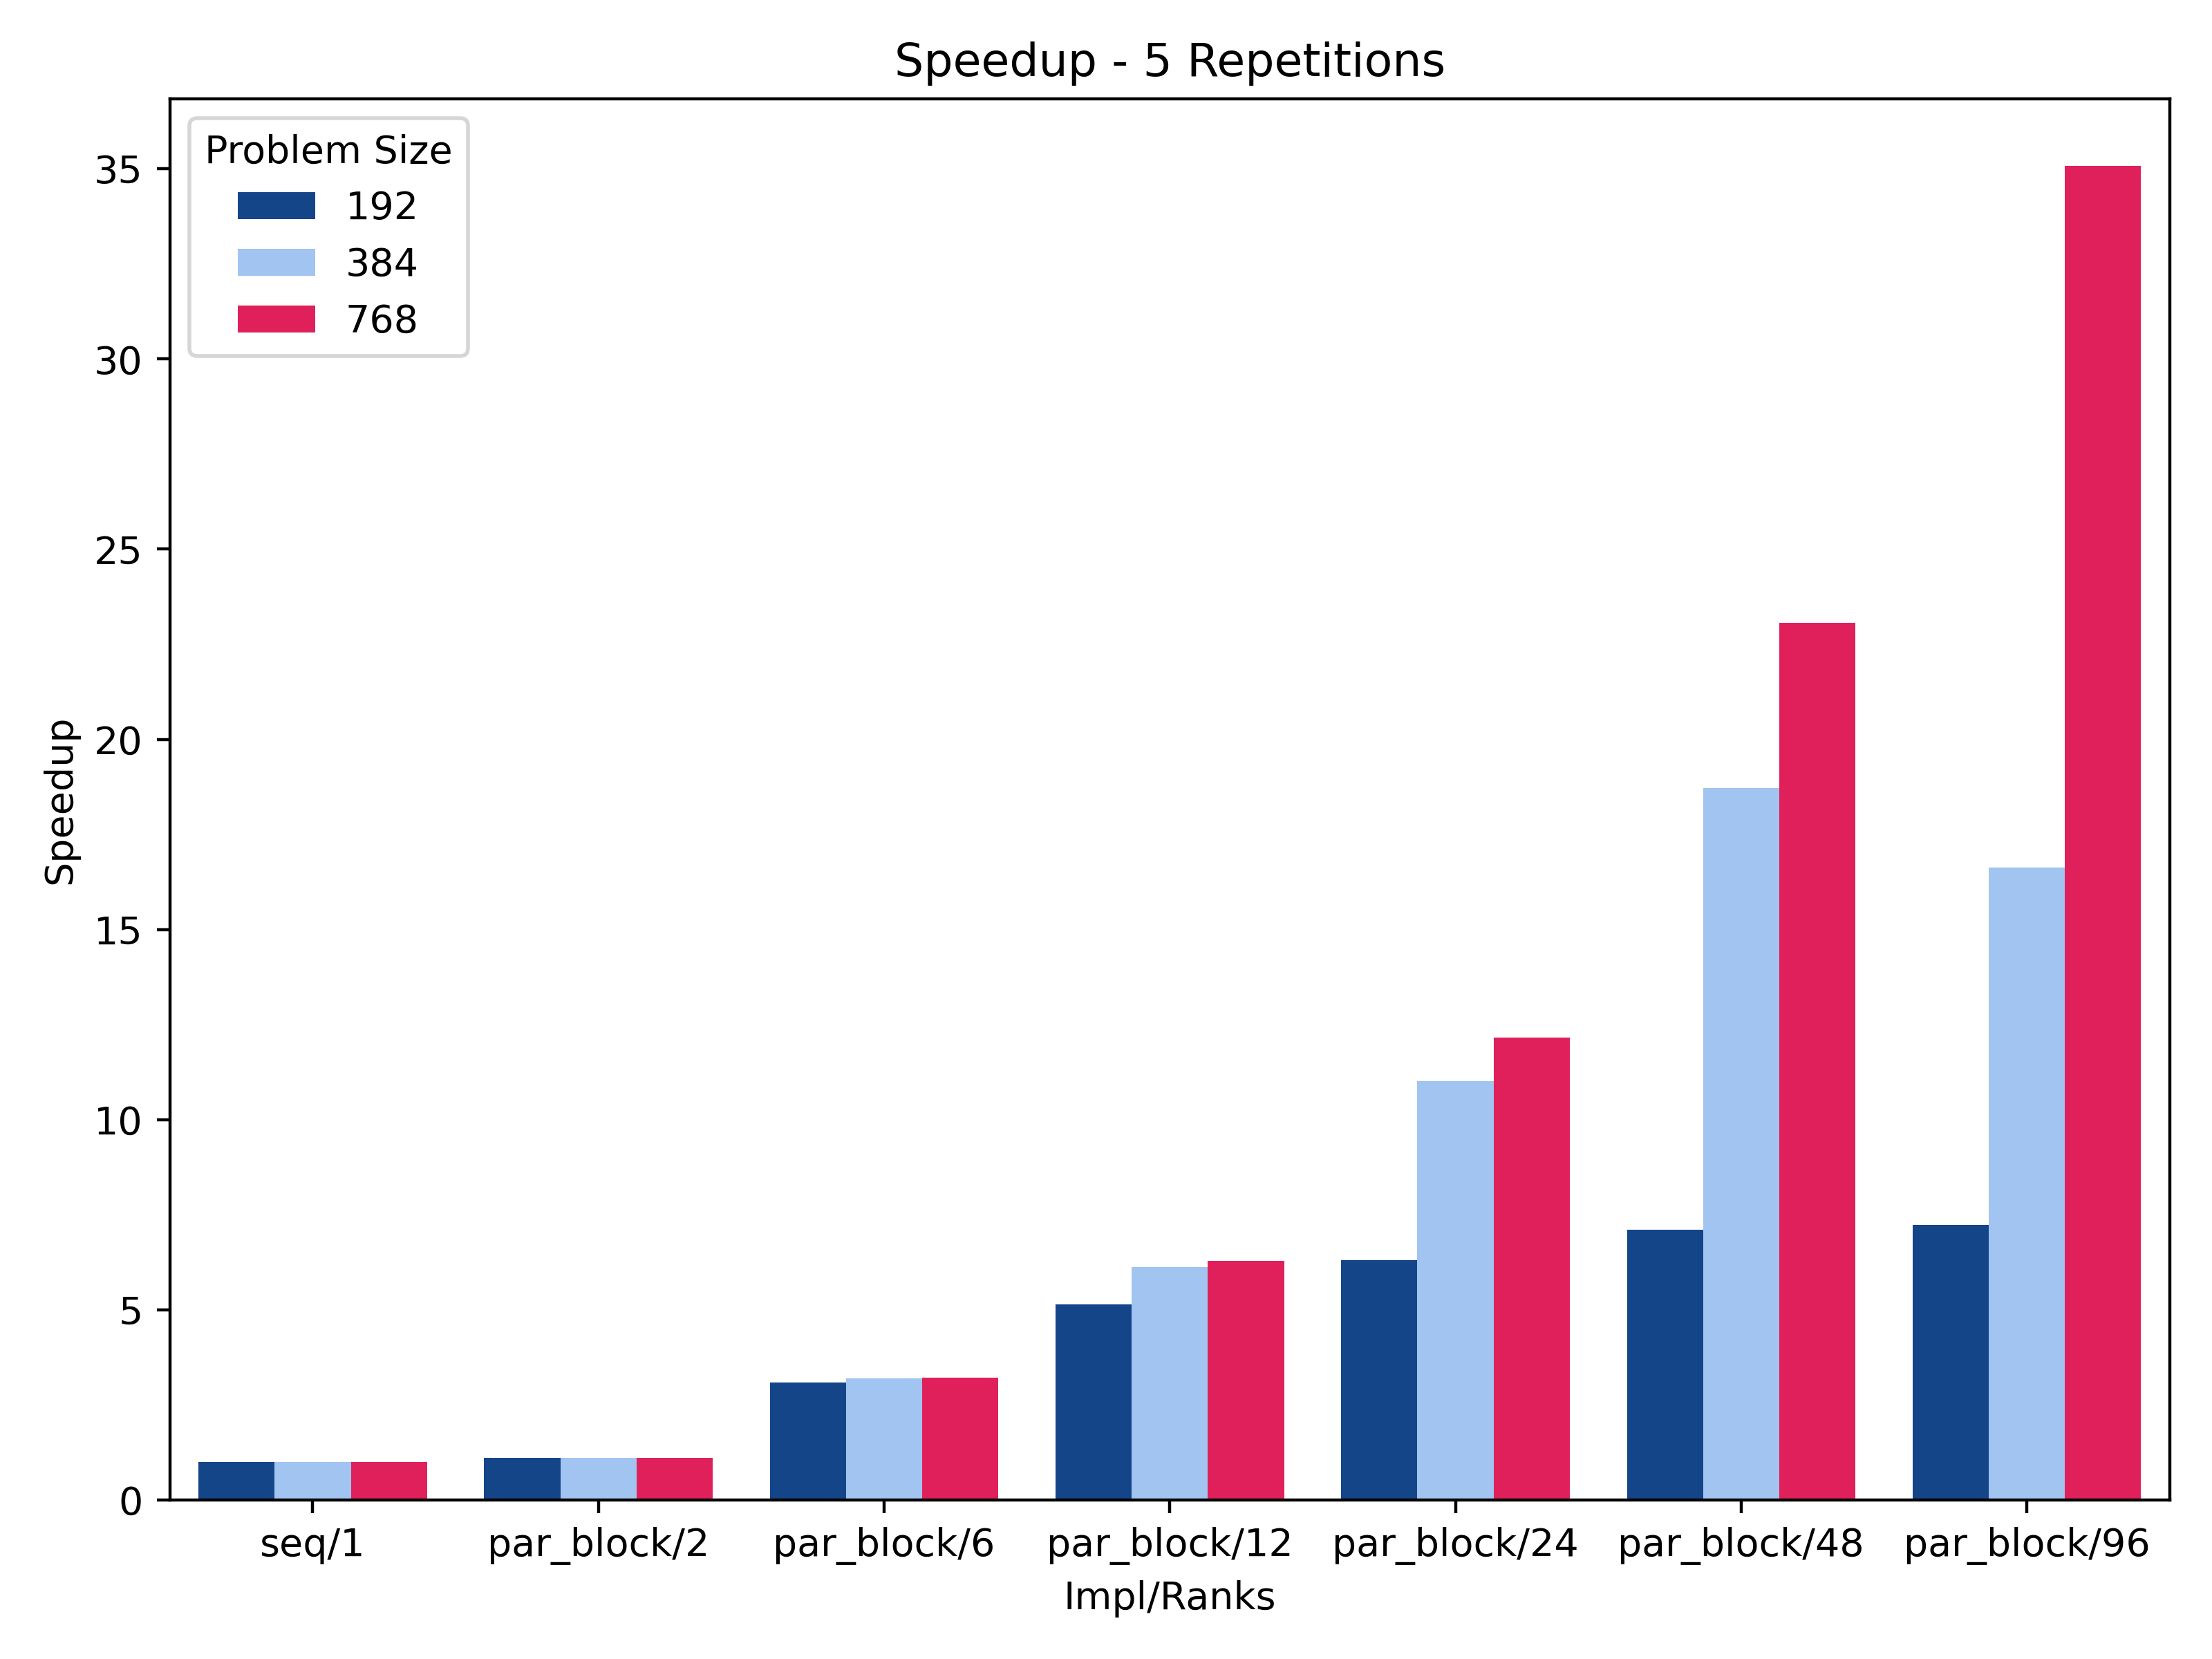 Speedup - 5 Repetitions
Problem Size
192
384
768
35
30
25
20
15
10
5
0
Speedup
seq/1 par_block/2 par_block/6 par_block/12 par_block/24 par_block/48 par_block/96
Impl/Ranks